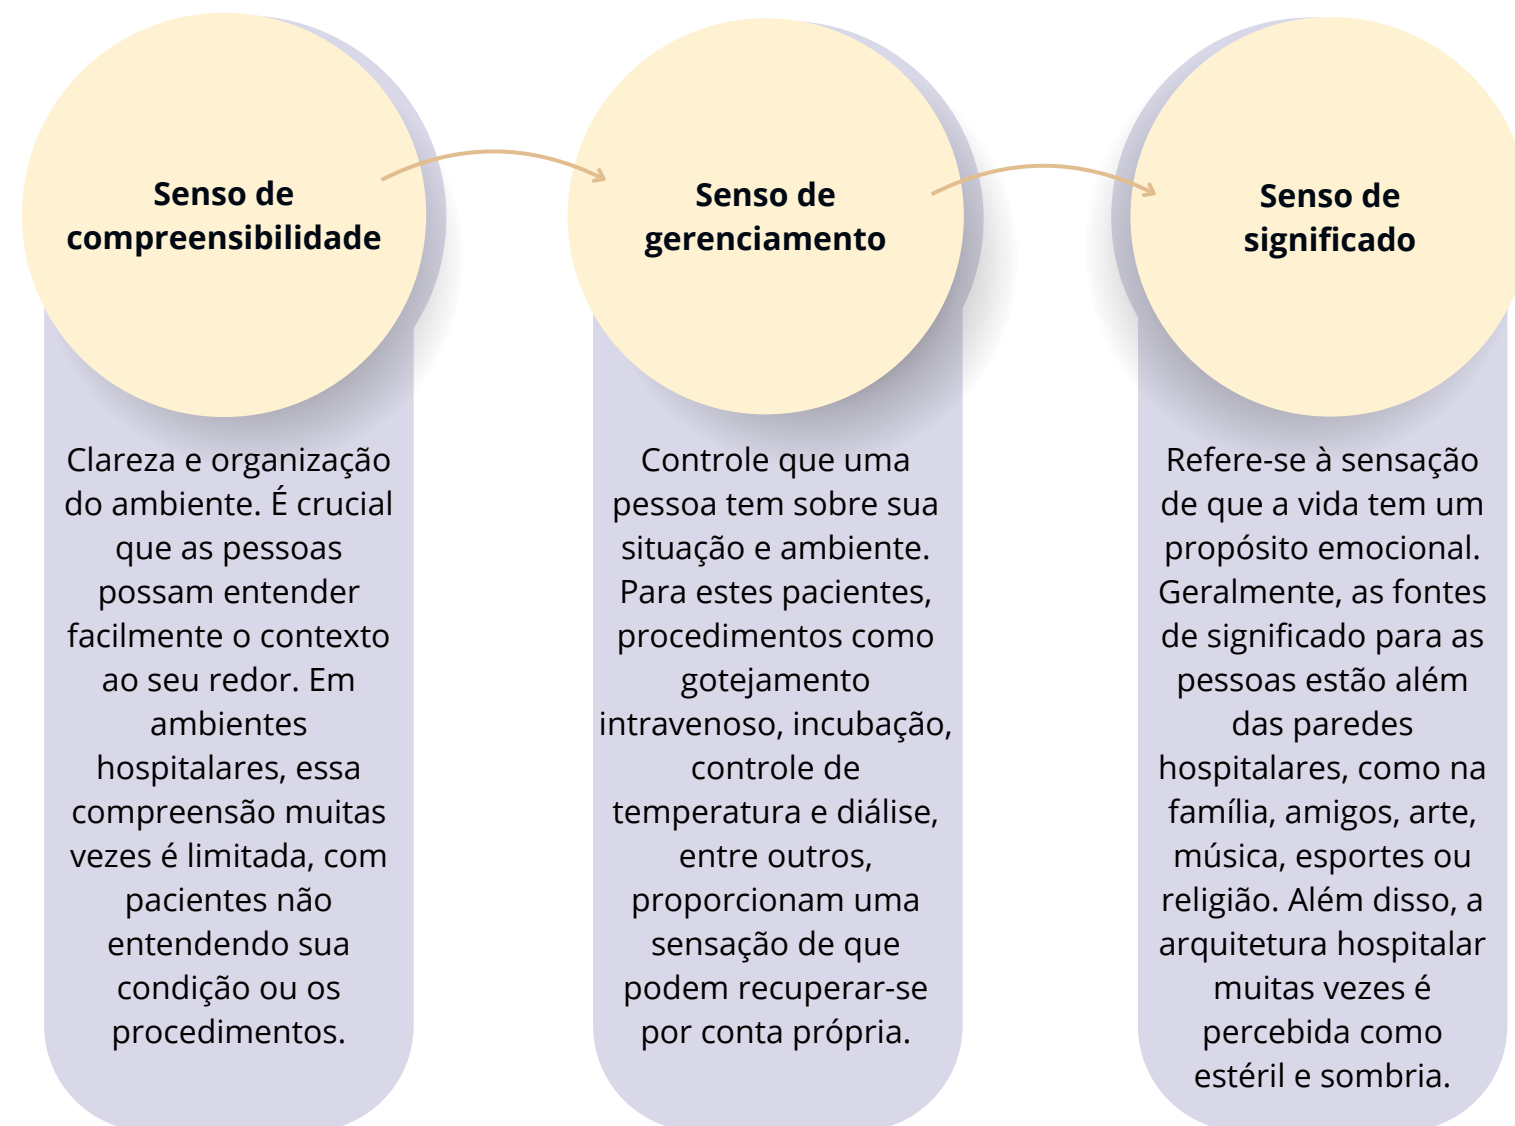 Senso de
compreensibilidade
Clareza e organização
do ambiente. É crucial
que as pessoas
possam entender
facilmente o contexto
ao seu redor. Em
ambientes
hospitalares, essa
compreensão muitas
vezes é limitada, com
pacientes não
entendendo sua
condição ou os
procedimentos.
Senso de
gerenciamento
Controle que uma
pessoa tem sobre sua
situação e ambiente.
Para estes pacientes,
procedimentos como
gotejamento
intravenoso, incubação,
controle de
temperatura e diálise,
entre outros,
proporcionam uma
sensação de que
podem recuperar-se
por conta própria.
Senso de
significado
Refere-se à sensação
de que a vida tem um
propósito emocional.
Geralmente, as fontes
de significado para as
pessoas estão além
das paredes
hospitalares, como na
família, amigos, arte,
música, esportes ou
religião. Além disso, a
arquitetura hospitalar
muitas vezes é
percebida como
estéril e sombria.